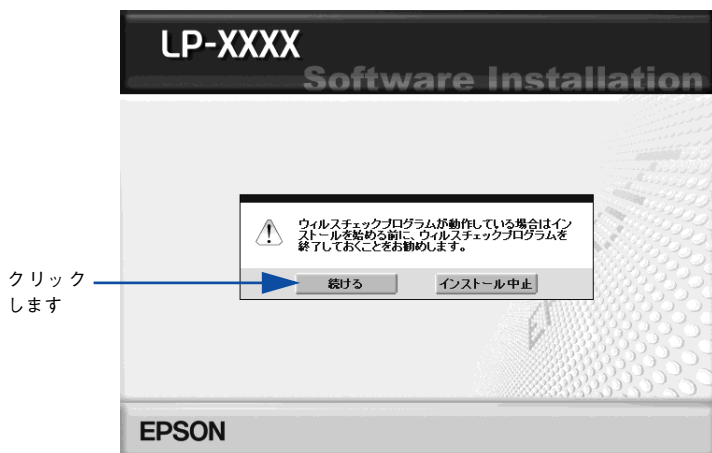 LP-XXXX
Software Installation
ウィルスチェックプログラムが動作している場合はイン
ストールを始める前に、ウィルスチェックプログラムを
終了しておくことをお勧めします。
クリック
します
続ける
インストール中止
EPSON